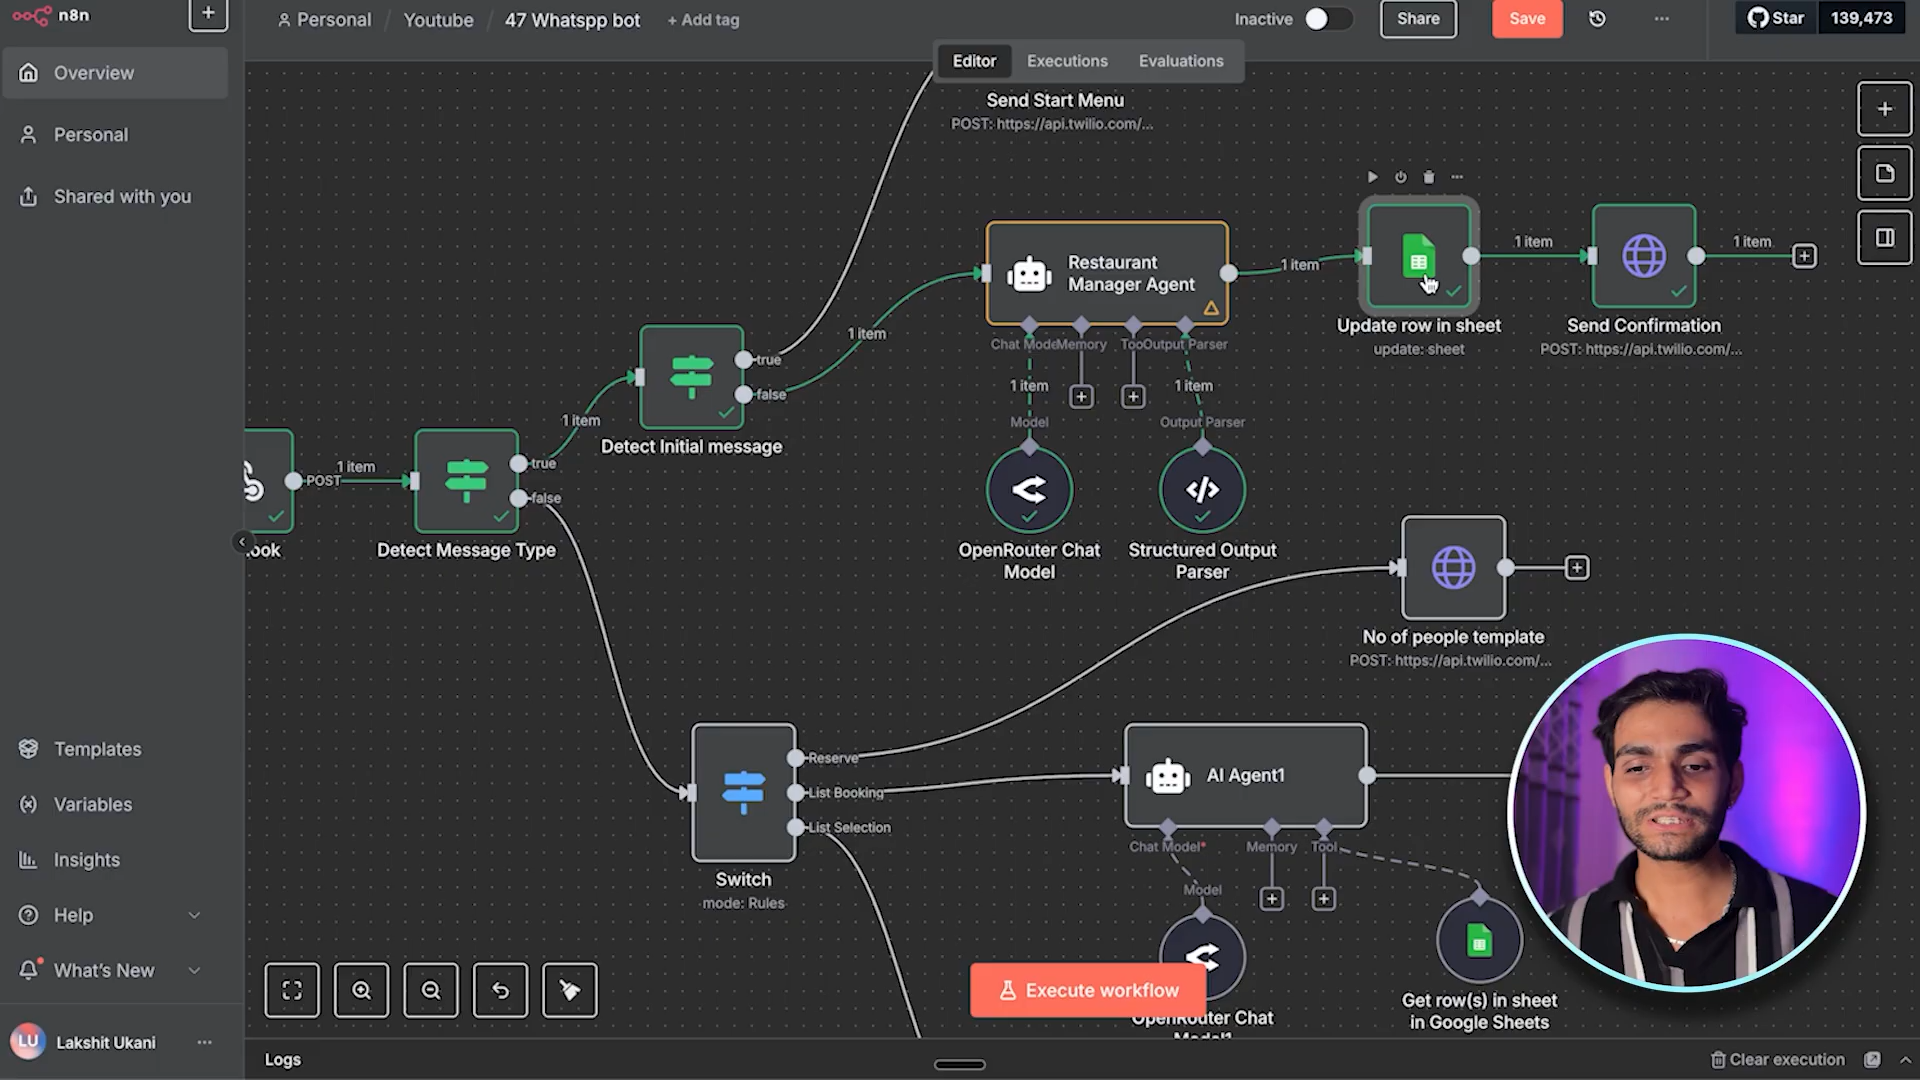 n8n
+
Personal / Youtube / 47 Whatspp bot + Add tag
Inactive
Share
Save
Star 139,473
Editor Executions Evaluations
Overview
Personal
Shared with you
Templates
Variables
Insights
Help
What's New
LU Lakshit Ukani
Send Start Menu
POST: https://api.twilio.com/...
Restaurant
Manager Agent
1 item
Update row in sheet
update: sheet
1 item
Send Confirmation
POST: https://api.twilio.com/...
1 item
1 item
true
false
Detect Initial message
Memory
Output Parser
1 item
1 item
Model
Output Parser
OpenRouter Chat
Model
Structured Output
Parser
POST
1 item
true
false
1 item
Detect Message Type
No of people template
POST: https://api.twilio.com/...
Reserve
List Booking
List Selection
Switch
mode: Rules
AI Agent1
Chat Model*
Memory
Tool
Model
OpenRouter Chat
Get row(s) in sheet
in Google Sheets
Execute workflow
Logs
Clear execution